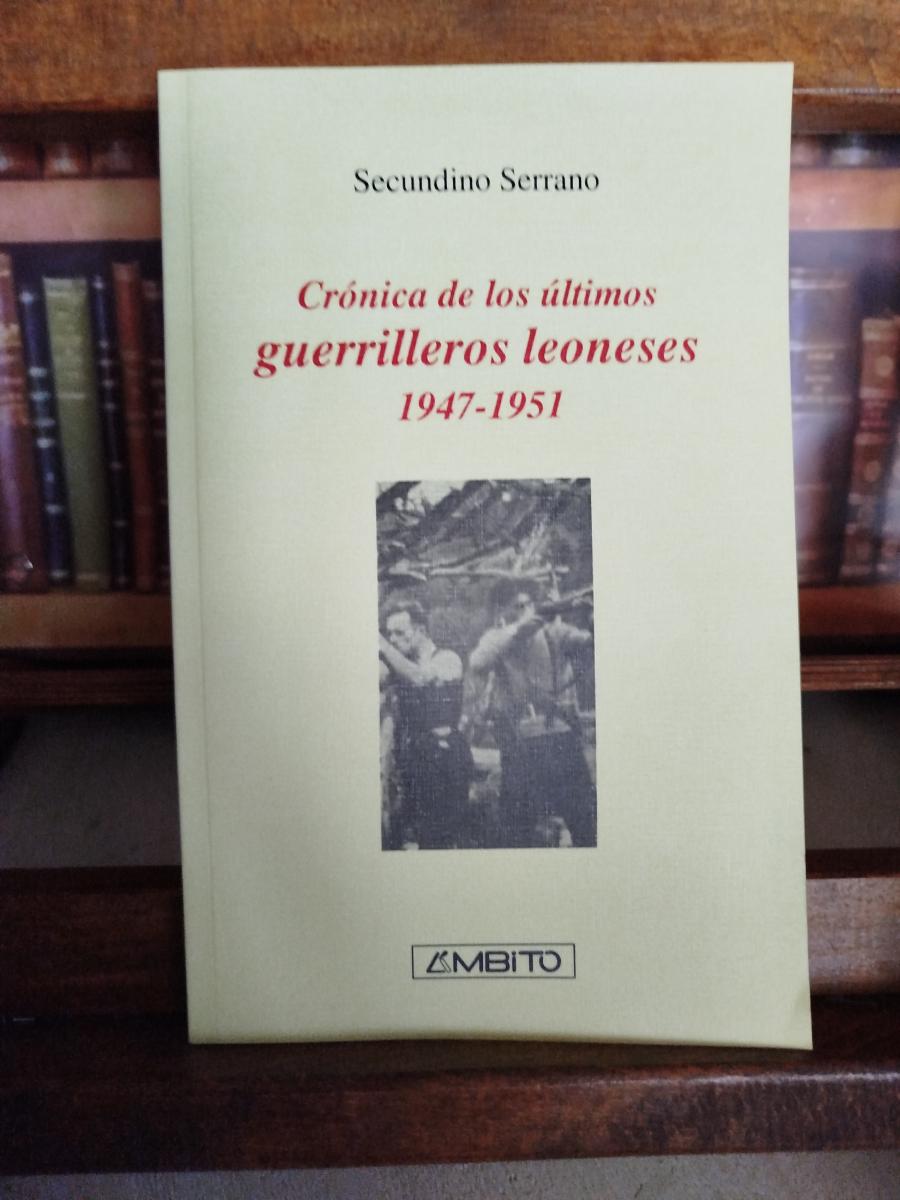 Secundino Serrano
Crónica de los últimos
guerrilleros leoneses
1947-1951
ÁMBITO